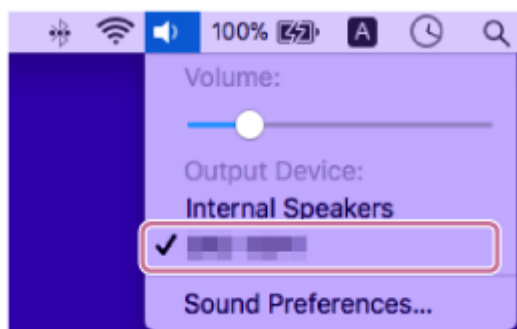 100% A
Volume:
Output Device:
Internal Speakers
Sound Preferences...